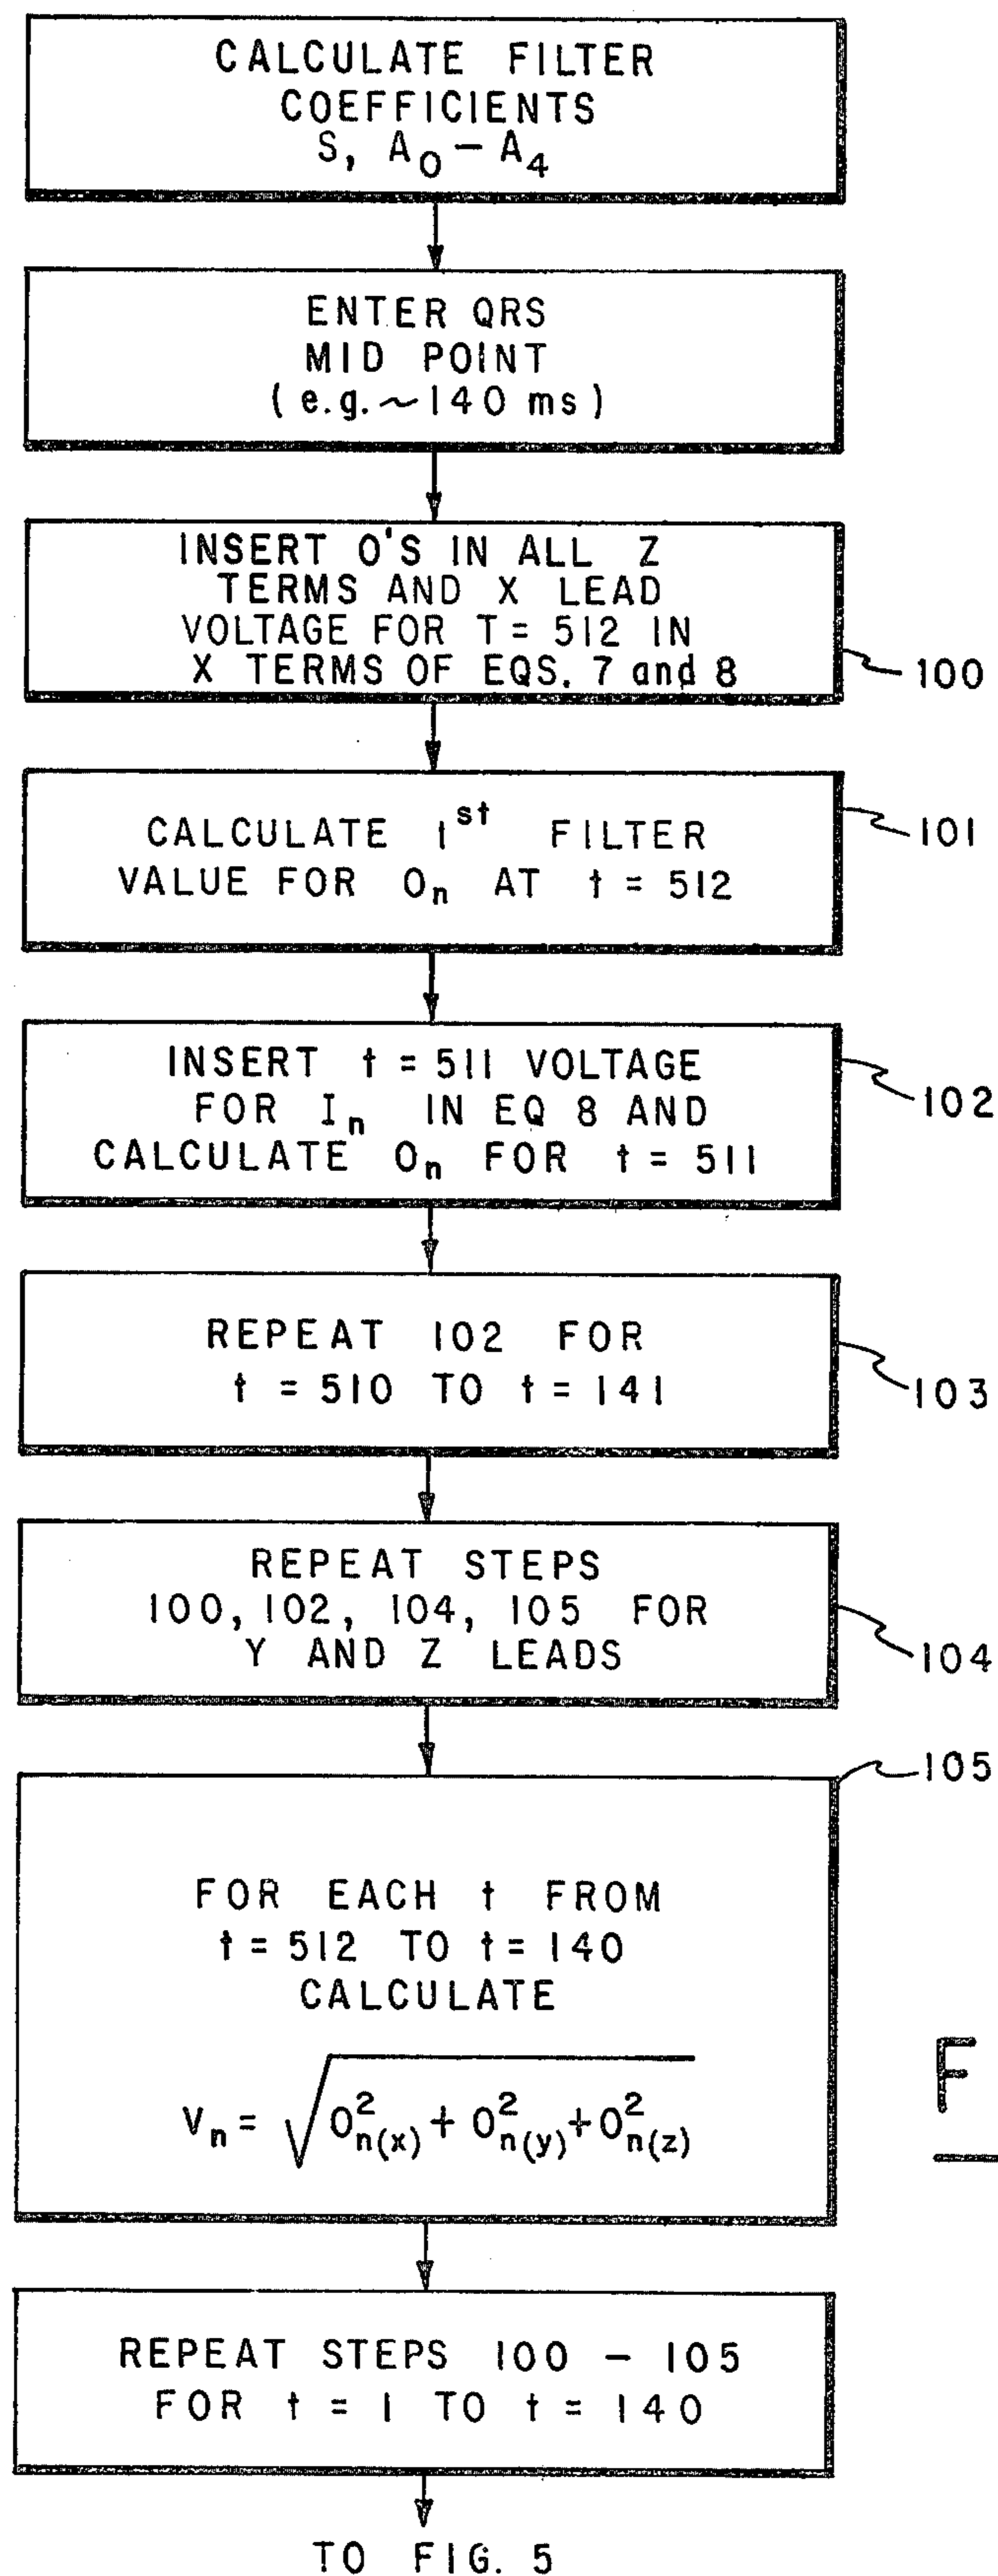 CALCULATE FILTER
COEFFICIENTS
S, A₀ – A₄
ENTER QRS
MID POINT
(e.g. ~140 ms)
INSERT O'S IN ALL Z
TERMS AND X LEAD
VOLTAGE FOR T = 512 IN
X TERMS OF EQS. 7 and 8
100
CALCULATE 1ˢᵗ FILTER
VALUE FOR Oₙ AT t = 512
101
INSERT t = 511 VOLTAGE
FOR Iₙ IN EQ 8 AND
CALCULATE Oₙ FOR t = 511
102
REPEAT 102 FOR
t = 510 TO t = 141
103
REPEAT STEPS
100, 102, 104, 105 FOR
Y AND Z LEADS
104
105
FOR EACH t FROM
t = 512 TO t = 140
CALCULATE
Vₙ = √(O²ₙ₍ₓ₎ + O²n(y) + O²n(z))
F
REPEAT STEPS 100 – 105
FOR t = 1 TO t = 140
TO FIG. 5